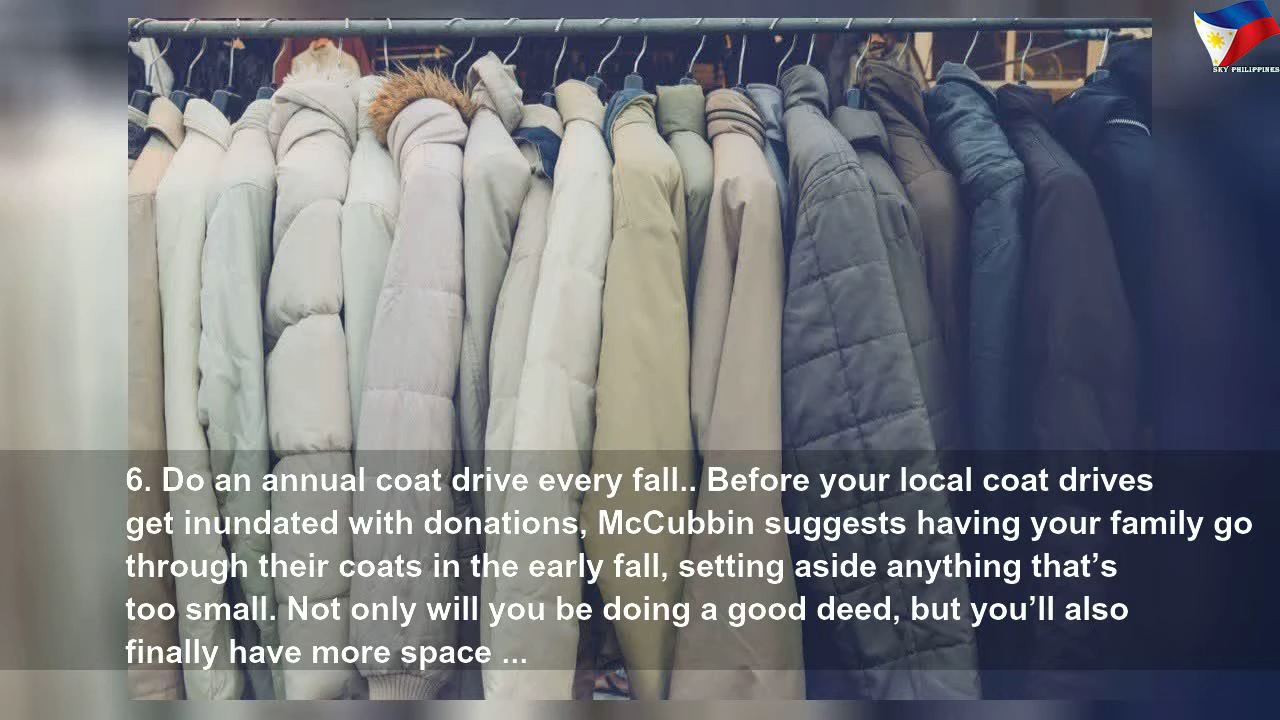 SKY PHILIPPINES
6. Do an annual coat drive every fall.. Before your local coat drives
get inundated with donations, McCubbin suggests having your family go
through their coats in the early fall, setting aside anything that’s
too small. Not only will you be doing a good deed, but you’ll also
finally have more space ...